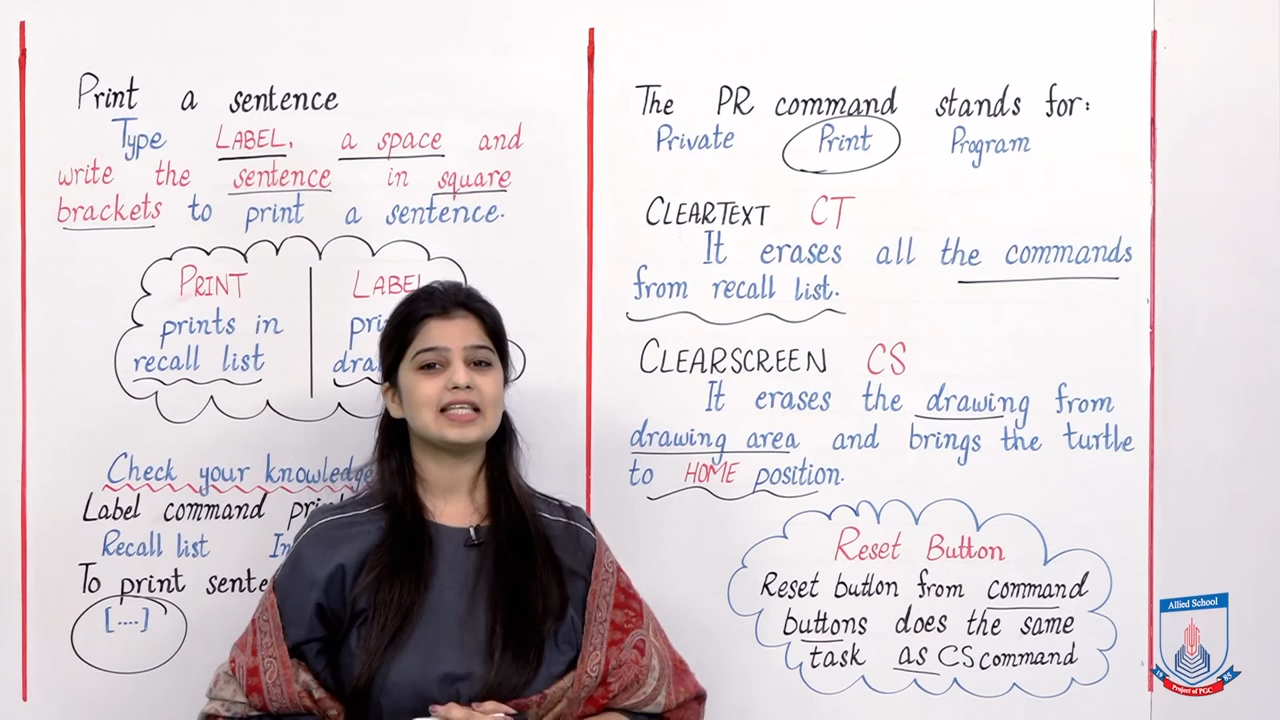 Print a sentence
Type LABEL, a space and
write the sentence in square
brackets to print a sentence.
PRINT
prints in
recall list
LABEL
Check your knowledge
Label command
Recall list
To print
[....]
The PR command stands for:
Private Print Program
CLEARTEXT CT
It erases all the commands
from recall list.
CLEARSCREEN CS
It erases the drawing from
drawing area and brings the turtle
to HOME position.
Reset Button
Reset button from command
buttons does the same
task as CS command
Allied School
1985
Project of PGC